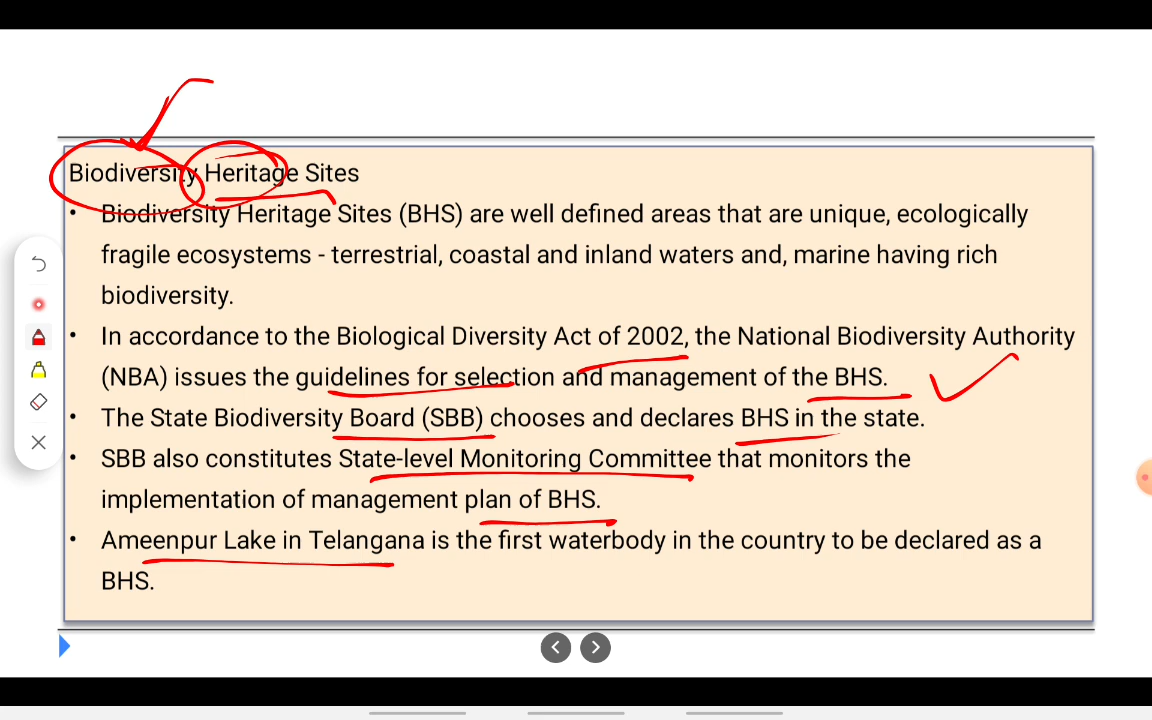 Biodiversity Heritage Sites
• Biodiversity Heritage Sites (BHS) are well defined areas that are unique, ecologically
fragile ecosystems - terrestrial, coastal and inland waters and, marine having rich
biodiversity.
• In accordance to the Biological Diversity Act of 2002, the National Biodiversity Authority
(NBA) issues the guidelines for selection and management of the BHS.
• The State Biodiversity Board (SBB) chooses and declares BHS in the state.
• SBB also constitutes State-level Monitoring Committee that monitors the
implementation of management plan of BHS.
• Ameenpur Lake in Telangana is the first waterbody in the country to be declared as a
BHS.